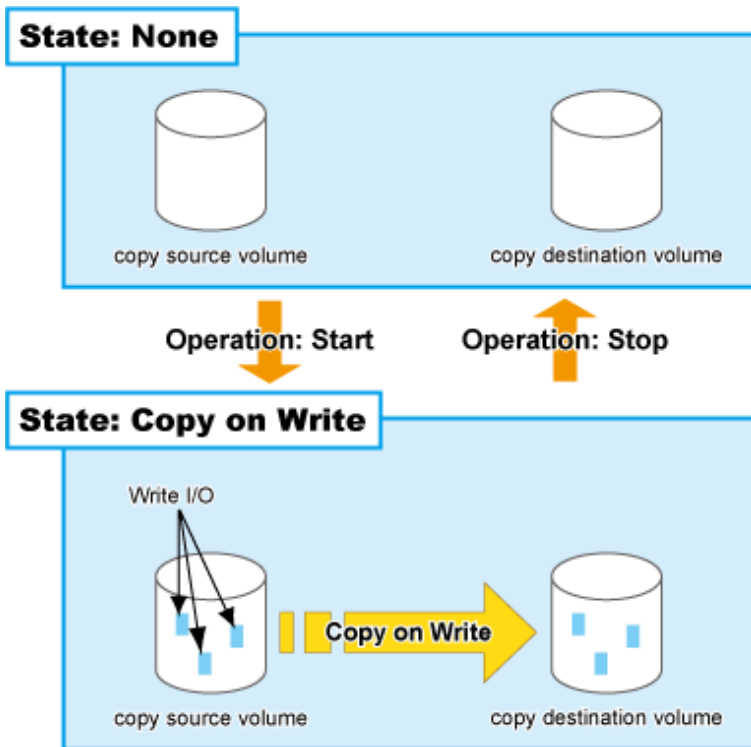 State: None
copy source volume
copy destination volume
Operation: Start
Operation: Stop
State: Copy on Write
Write I/O
Copy on Write
copy source volume
copy destination volume